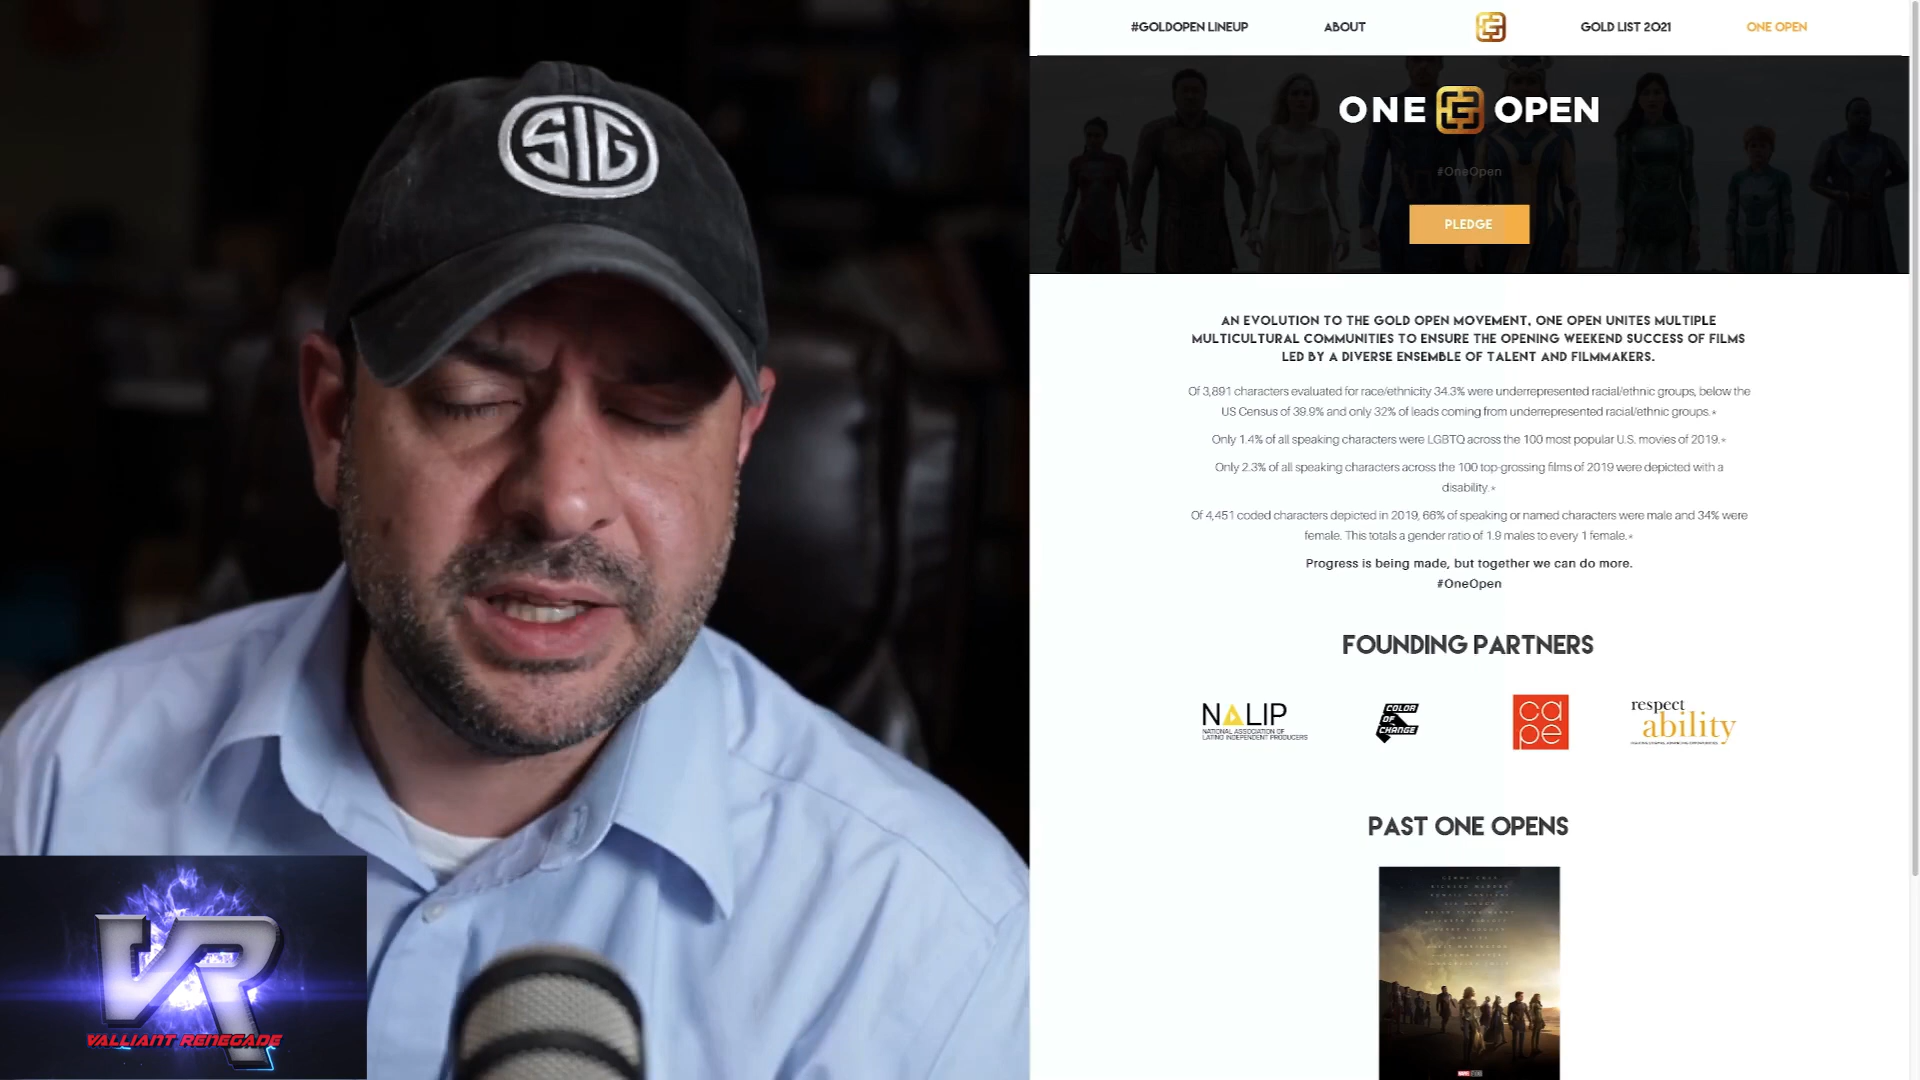 #GOLDOPEN LINEUP
ABOUT
GOLD LIST 2021
ONE OPEN
SIG
ONE OPEN
#OneOpen
PLEDGE
AN EVOLUTION TO THE GOLD OPEN MOVEMENT, ONE OPEN UNITES MULTIPLE
MULTICULTURAL COMMUNITIES TO ENSURE THE OPENING WEEKEND SUCCESS OF FILMS
LED BY A DIVERSE ENSEMBLE OF TALENT AND FILMMAKERS.
Of 3,891 characters evaluated for race/ethnicity 34.3% were underrepresented racial/ethnic groups, below the
US Census of 39.9% and only 32% of leads coming from underrepresented racial/ethnic groups.*
Only 1.4% of all speaking characters were LGBTQ across the 100 most popular U.S. movies of 2019.*
Only 2.3% of all speaking characters across the 100 top-grossing films of 2019 were depicted with a
disability.*
Of 4,451 coded characters depicted in 2019, 66% of speaking or named characters were male and 34% were
female. This totals a gender ratio of 1.9 males to every 1 female.*
Progress is being made, but together we can do more.
#OneOpen
FOUNDING PARTNERS
NALIP
NATIONAL ASSOCIATION OF
LATINO INDEPENDENT PRODUCERS
COLOR
OF
CHANGE
ca
pe
respect
ability
PAST ONE OPENS
VR
VALLIANT RENEGADE